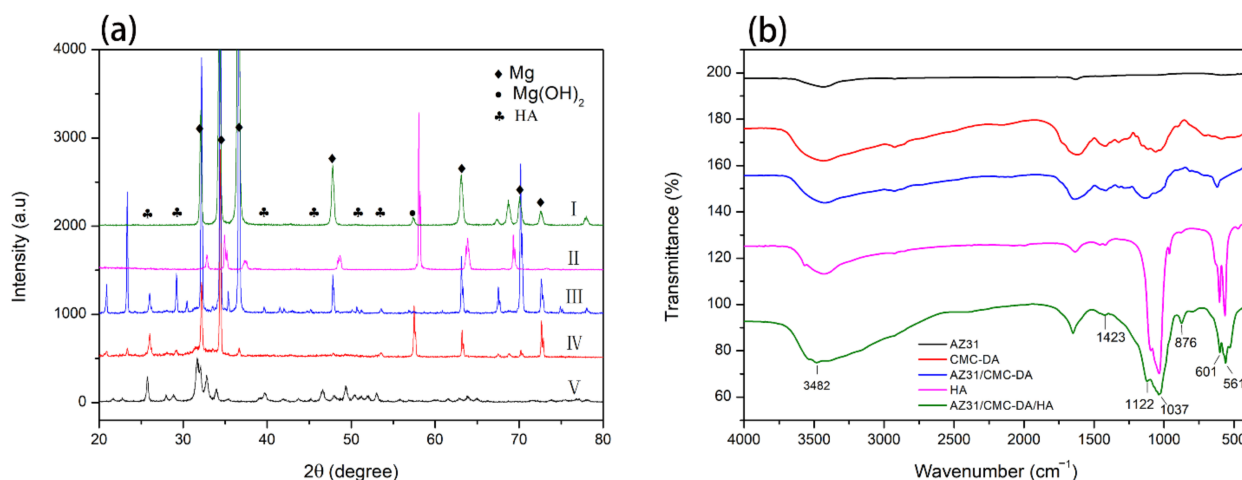 (a)
4000
3000
2000
1000
0
Intensity (a.u)
♦ Mg
● Mg(OH)₂
♣ HA
I
II
III
IV
V
20 30 40 50 60 70 80
2θ (degree)
(b)
200
180
160
140
120
100
80
60
Transmittance (%)
AZ31
CMC-DA
AZ31/CMC-DA
HA
AZ31/CMC-DA/HA
3482
1423
876
601
561
1122
1037
4000 3500 3000 2500 2000 1500 1000 500
Wavenumber (cm⁻¹)